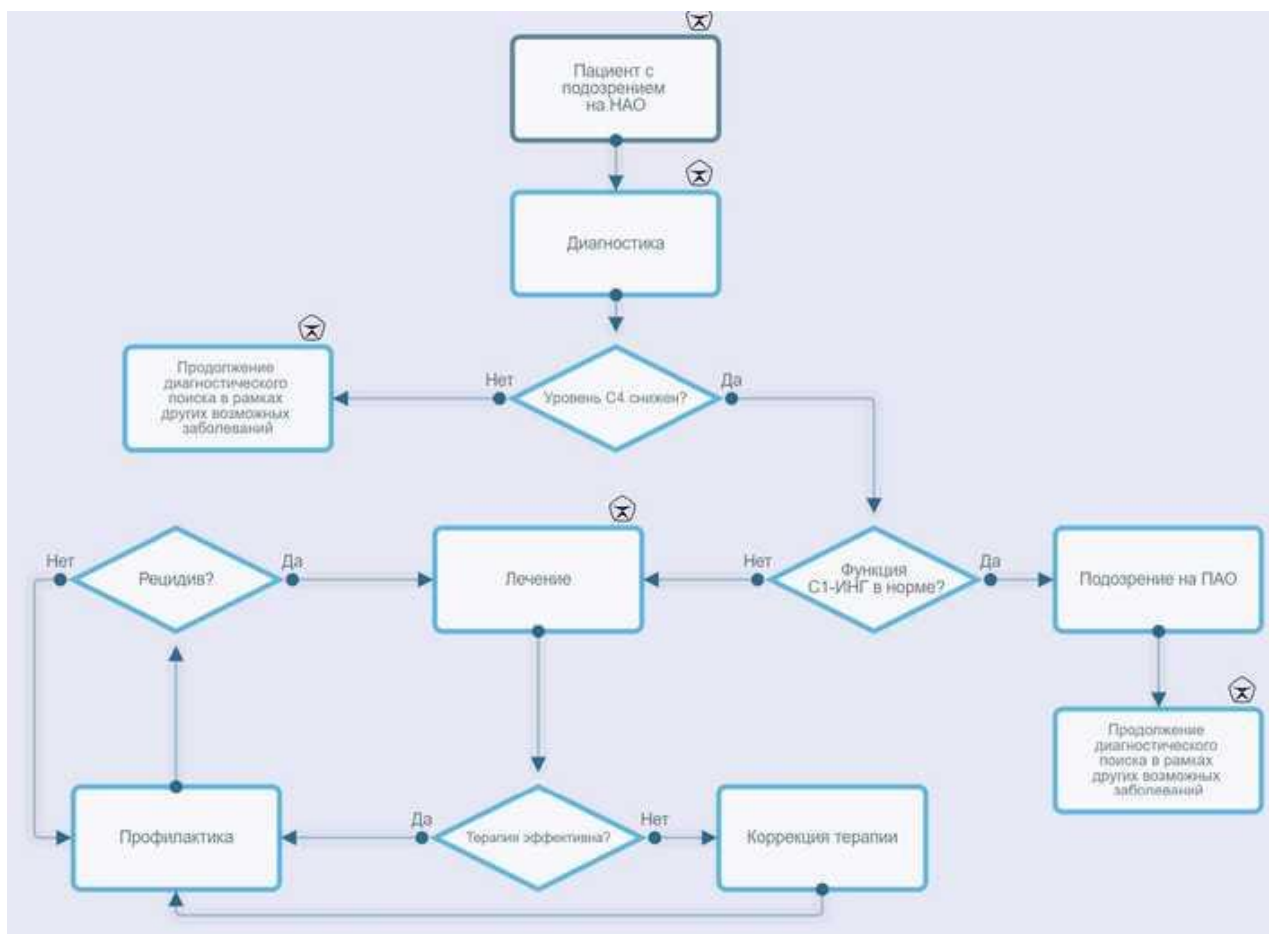 Пациент с
подозрением
на НАО
Диагностика
Продолжение
диагностического
поиска в рамках
других возможных
заболеваний
Нет
Уровень С4 снижен?
Да
Нет
Рецидив?
Да
Лечение
Нет
Функция
С1-ИНГ в норме?
Да
Подозрение на ПАО
Продолжение
диагностического
поиска в рамках
других возможных
заболеваний
Профилактика
Да
Терапия эффективна?
Нет
Коррекция терапии